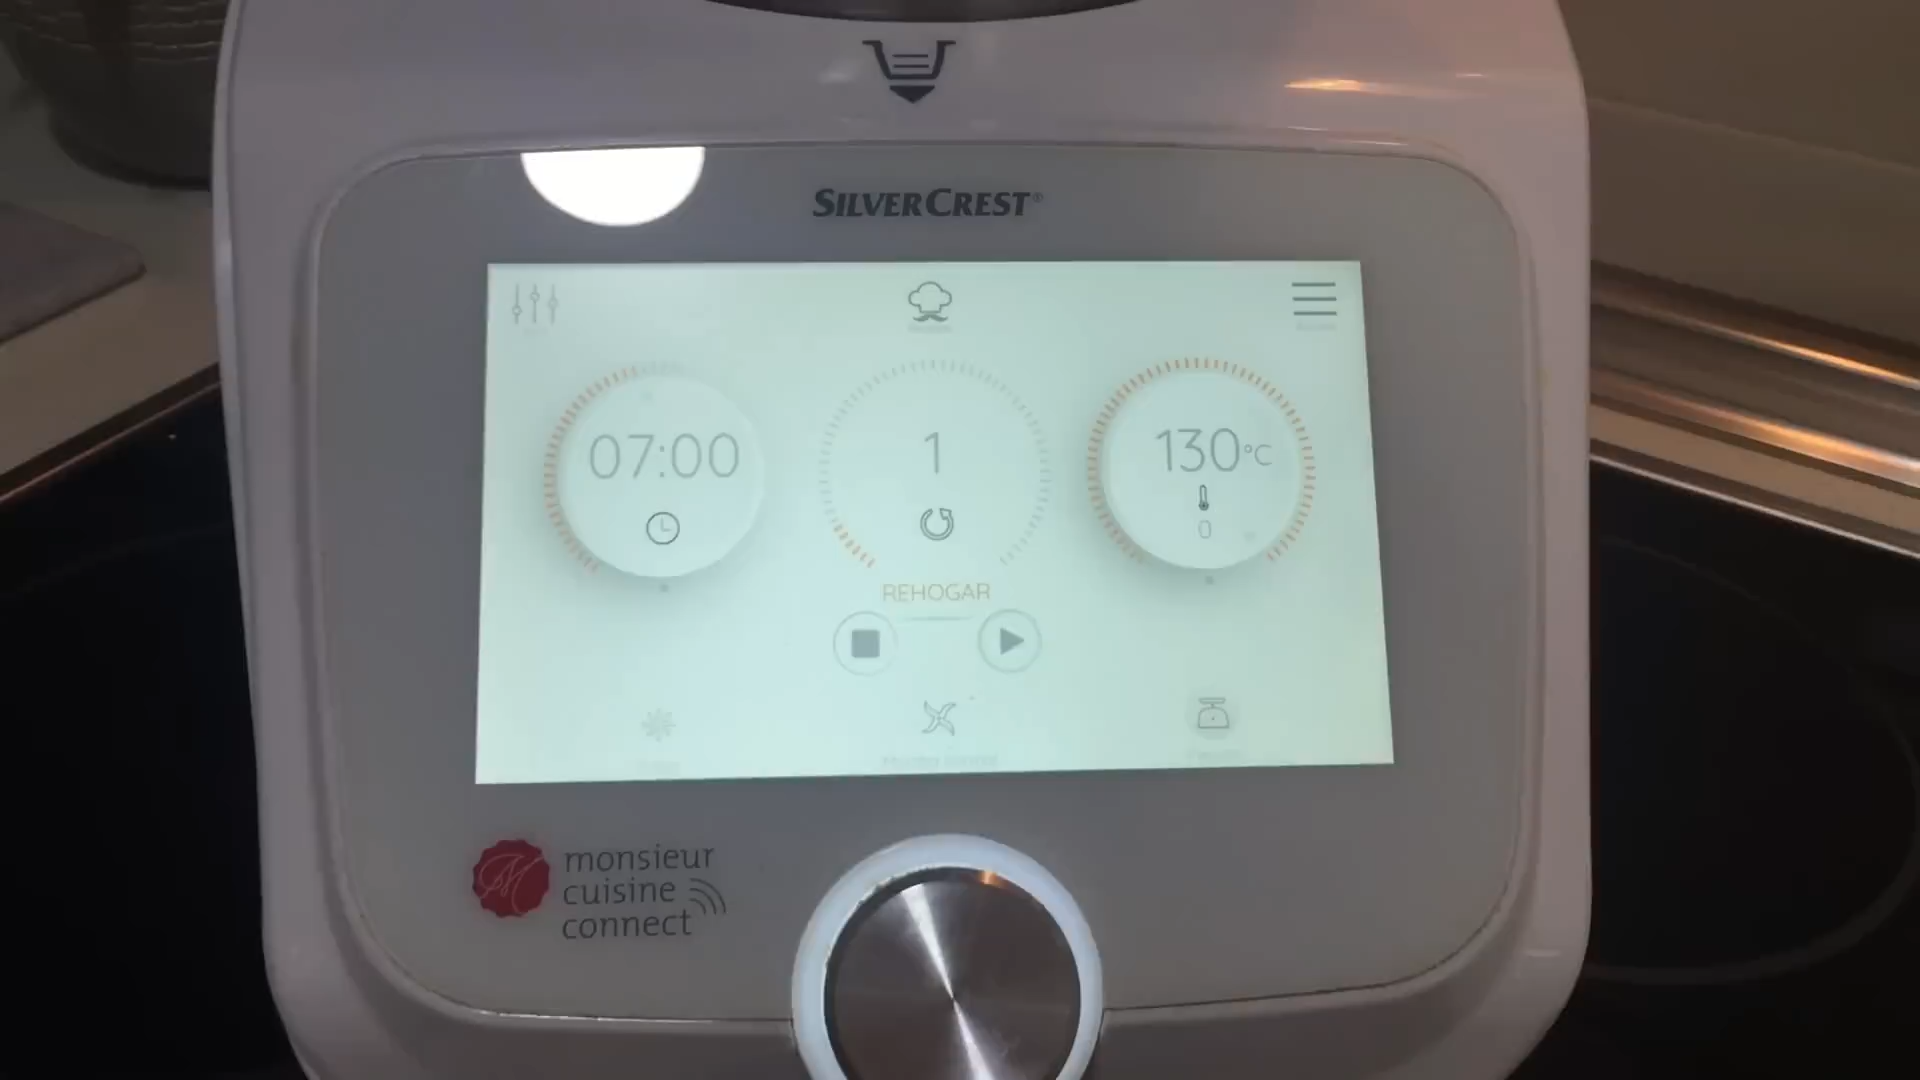 SILVERCREST®
07:00
1
130°C
0
REHOGAR
monsieur
cuisine
connect